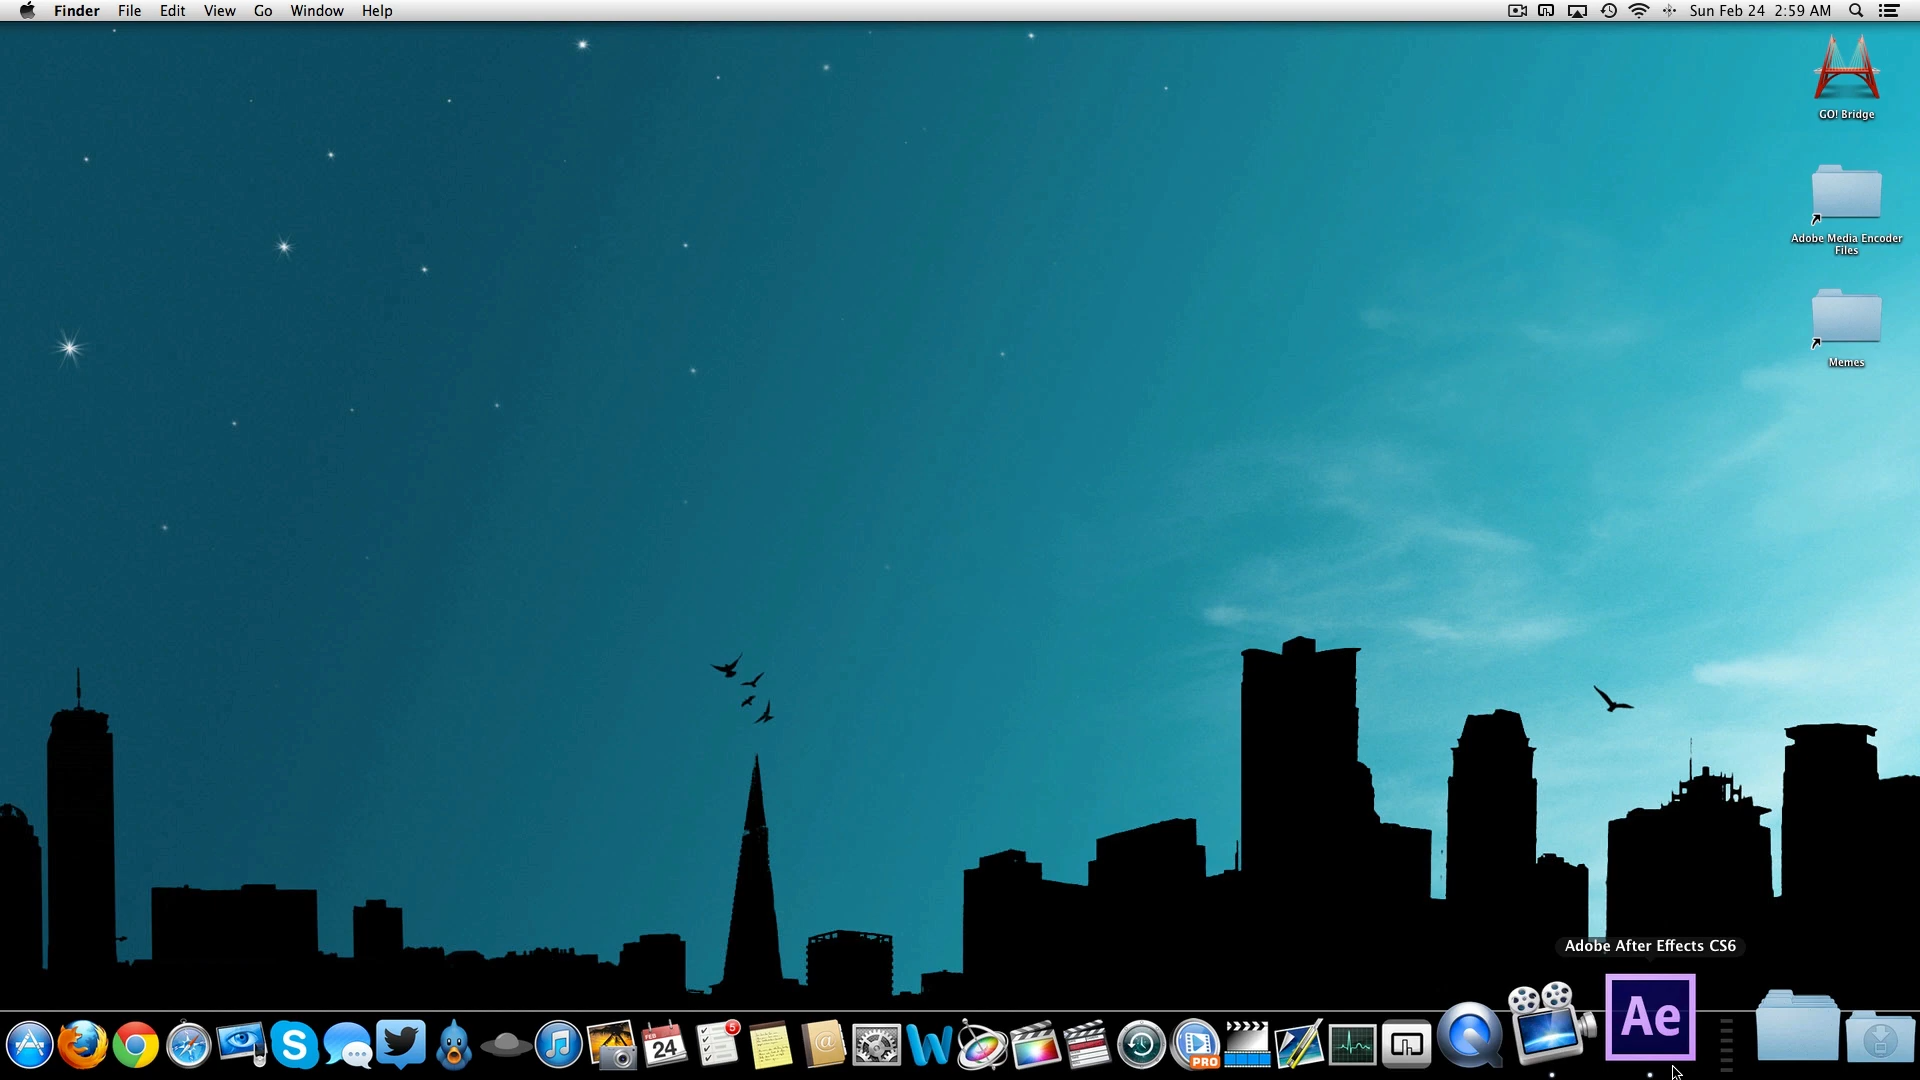 Finder File Edit View Go Window Help
Sun Feb 24 2:59 AM
GO! Bridge
Adobe Media Encoder
Files
Memes
Adobe After Effects CS6
S
FEB
24
5
@
W
PRO
Ae